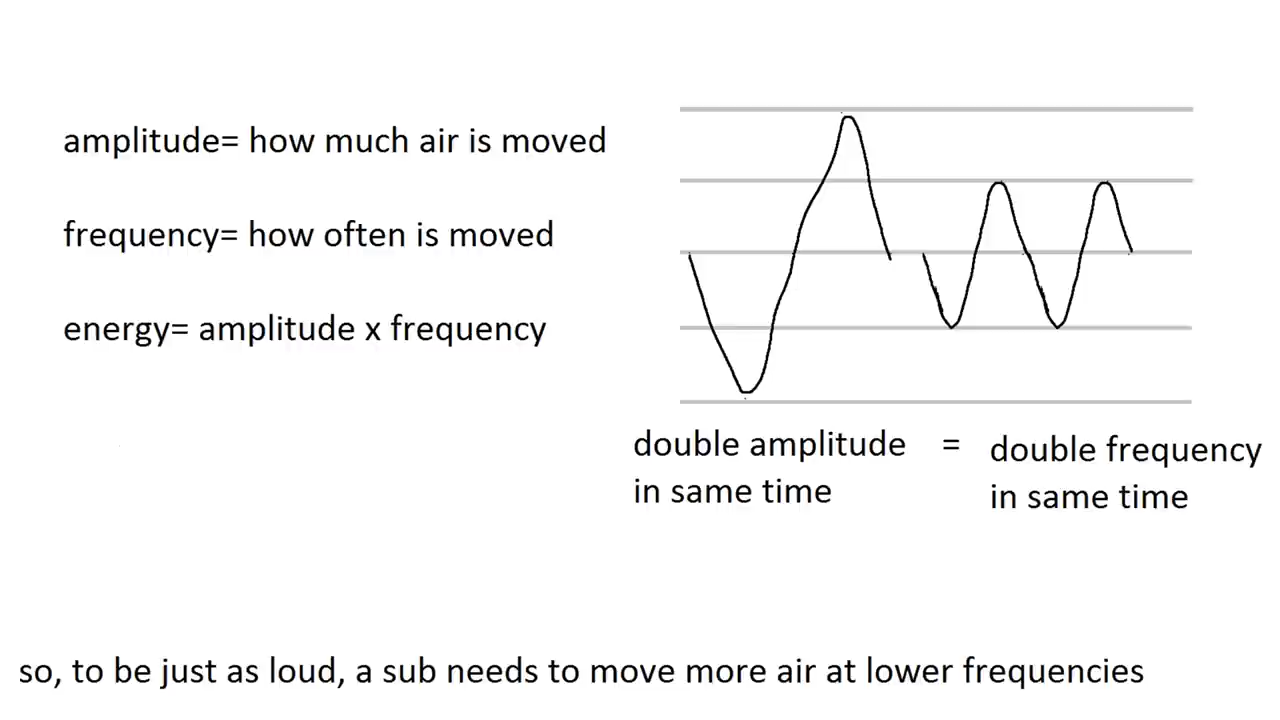 amplitude= how much air is moved
frequency= how often is moved
energy= amplitude x frequency
double amplitude
in same time
=
double frequency
in same time
so, to be just as loud, a sub needs to move more air at lower frequencies